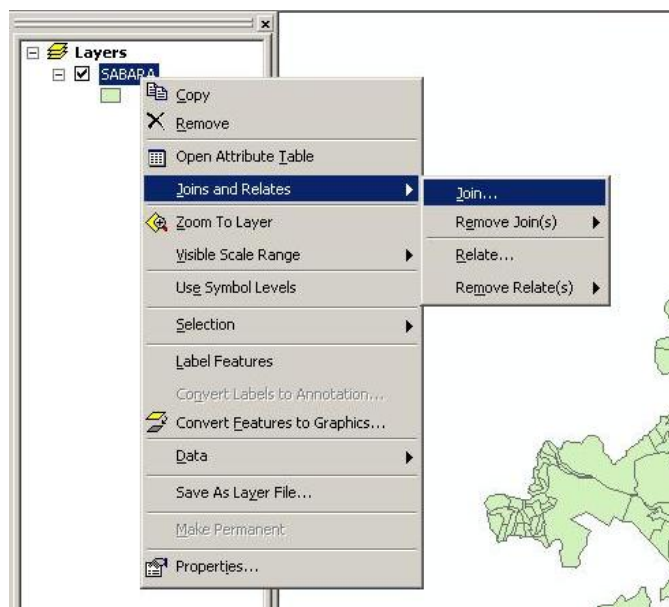 Layers
SABARA
Copy
Remove
Open Attribute Table
Joins and Relates
Join...
Zoom To Layer
Remove Join(s)
Visible Scale Range
Relate...
Use Symbol Levels
Remove Relate(s)
Selection
Label Features
Convert Labels to Annotation...
Convert Features to Graphics...
Data
Save As Layer File...
Make Permanent
Properties...